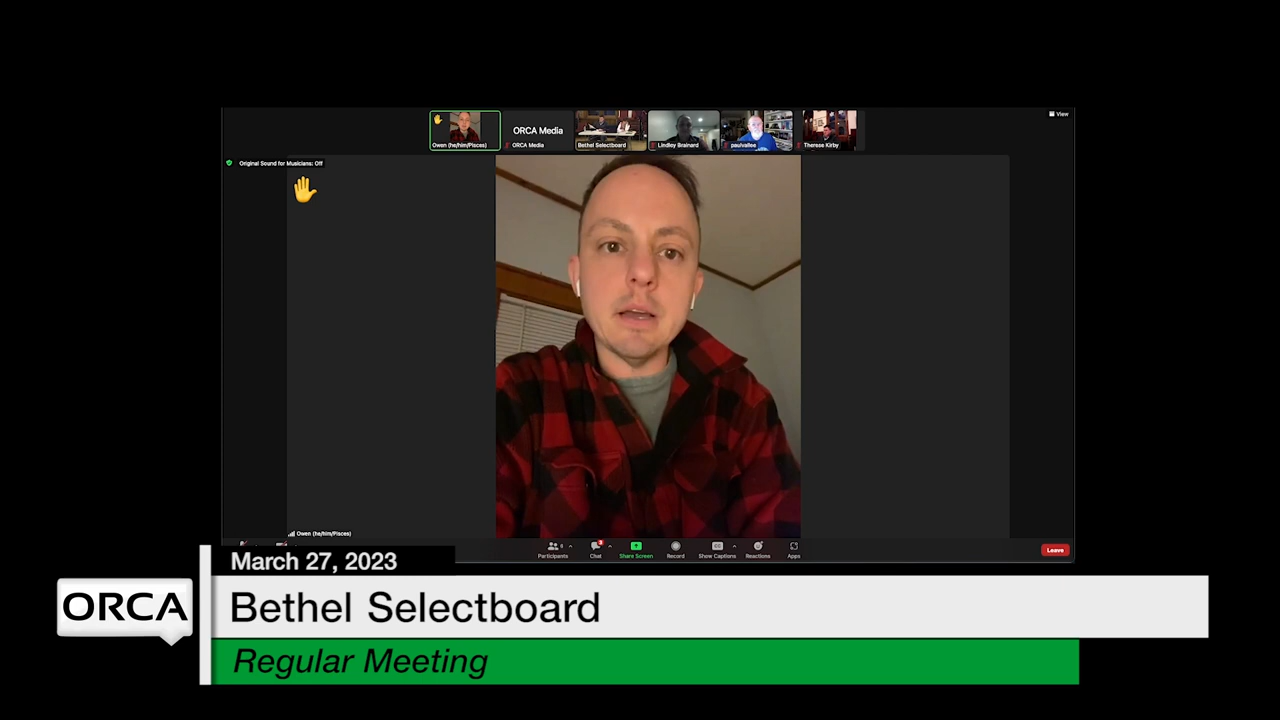 View
ORCA Media
Owen (he/him/Pisces)
ORCA Media
Bethel Selectboard
Lindley Brainard
paulvallee
Therese Kirby
Original Sound for Musicians: Off
Owen (he/him/Pisces)
Participants
6
Chat
Share Screen
Record
Show Captions
Reactions
Apps
Leave
March 27, 2023
ORCA
Bethel Selectboard
Regular Meeting